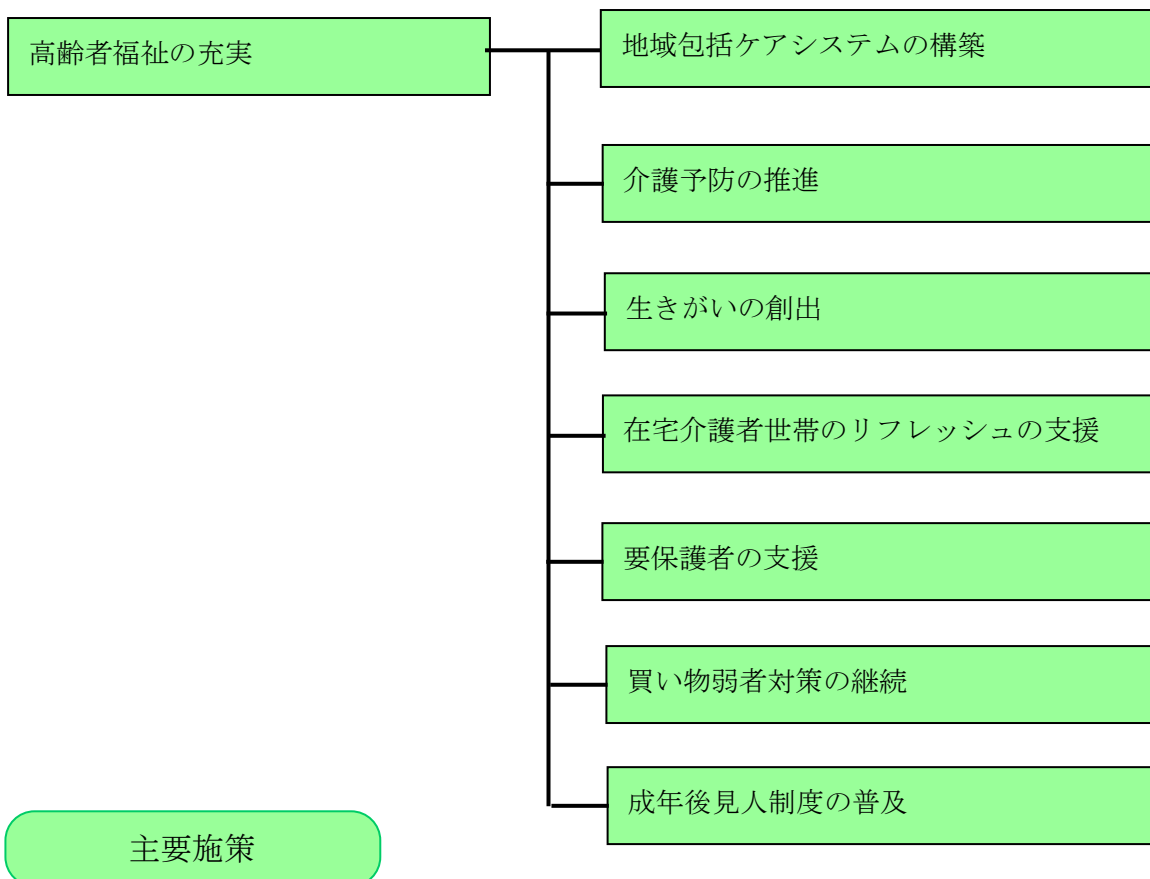 高齢者福祉の充実
地域包括ケアシステムの構築
介護予防の推進
生きがいの創出
在宅介護者世帯のリフレッシュの支援
要保護者の支援
買い物弱者対策の継続
成年後見人制度の普及
主要施策